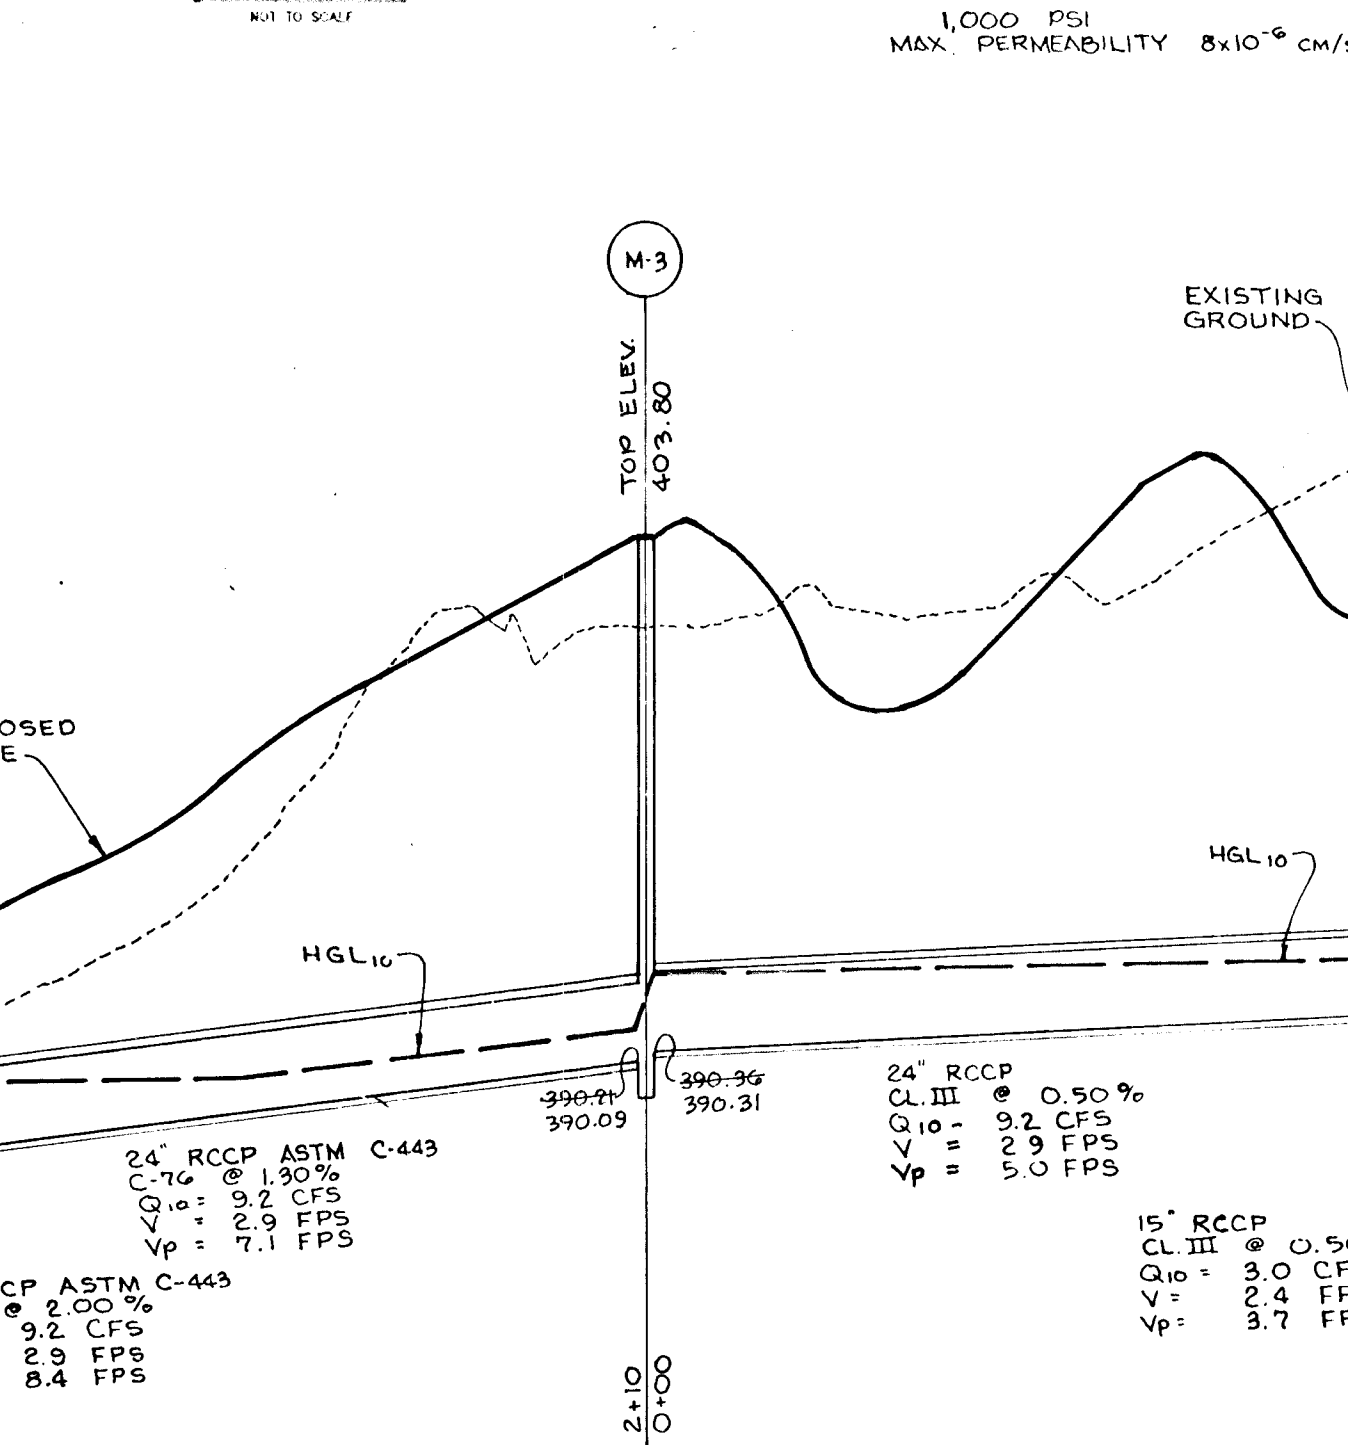 NOT TO SCALE
1,000 PSI
MAX. PERMEABILITY 8x10⁻⁶ CM/S
M-3
TOP ELEV.
403.80
EXISTING
GROUND
OSED
E
HGL10
HGL10
390.21
390.09
390.36
390.31
24" RCCP
CL.III @ 0.50%
Q10 - 9.2 CFS
V = 2.9 FPS
Vp = 5.0 FPS
24" RCCP ASTM C-443
C-76 @ 1.30%
Q10 = 9.2 CFS
V = 2.9 FPS
Vp = 7.1 FPS
15" RCCP
CL.III @ 0.50
Q10 = 3.0 CF
V = 2.4 FP
Vp = 3.7 FP
CP ASTM C-443
@ 2.00%
9.2 CFS
2.9 FPS
8.4 FPS
2+10
0+00